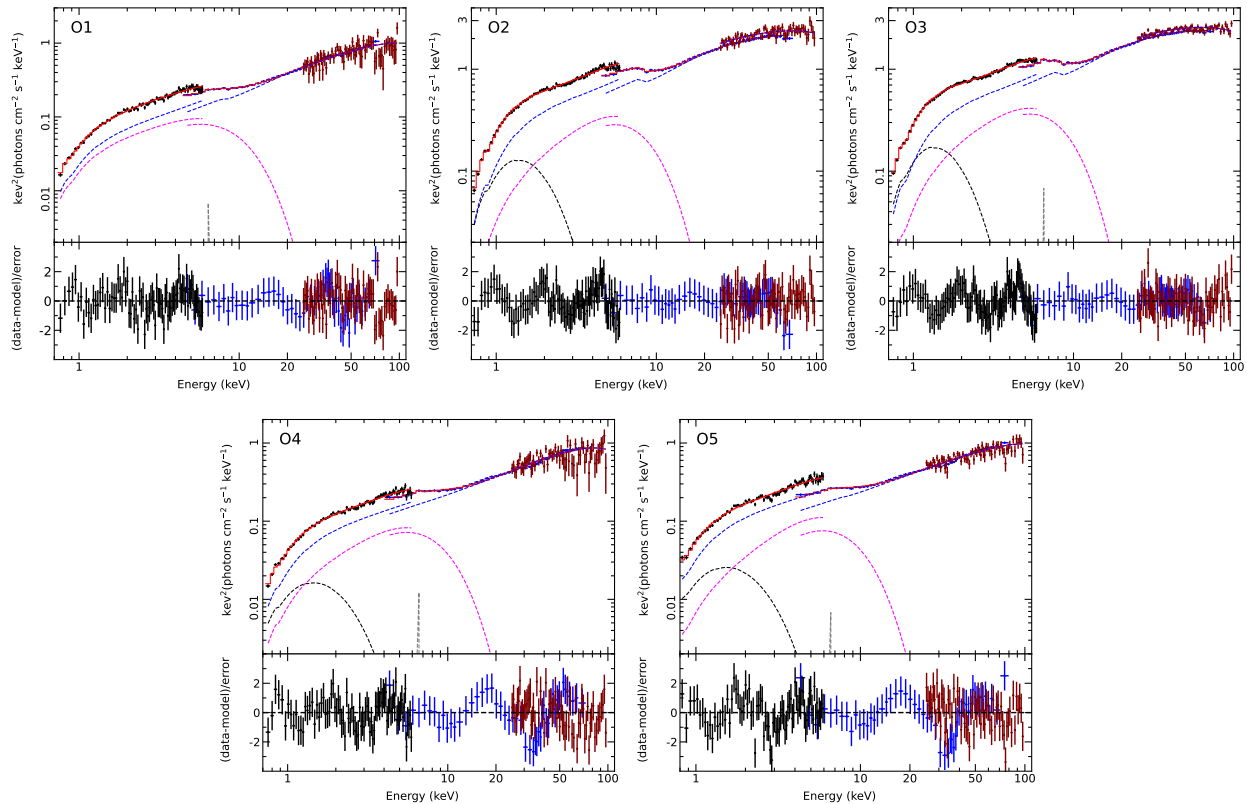 O1
kev²(photons cm⁻² s⁻¹ keV⁻¹)
1
0.1
0.01
(data-model)/error
2
0
-2
1 10 20 50 100
Energy (keV)
O2
kev²(photons cm⁻² s⁻¹ keV⁻¹)
3
1
0.1
(data-model)/error
2
0
-2
1 10 20 50 100
Energy (keV)
O3
kev²(photons cm⁻² s⁻¹ keV⁻¹)
3
1
0.1
(data-model)/error
2
0
-2
1 10 20 50 100
Energy (keV)
O4
kev²(photons cm⁻² s⁻¹ keV⁻¹)
1
0.1
0.01
(data-model)/error
2
0
-2
1 10 20 50 100
Energy (keV)
O5
kev²(photons cm⁻² s⁻¹ keV⁻¹)
1
0.1
0.01
(data-model)/error
2
0
-2
1 10 20 50 100
Energy (keV)